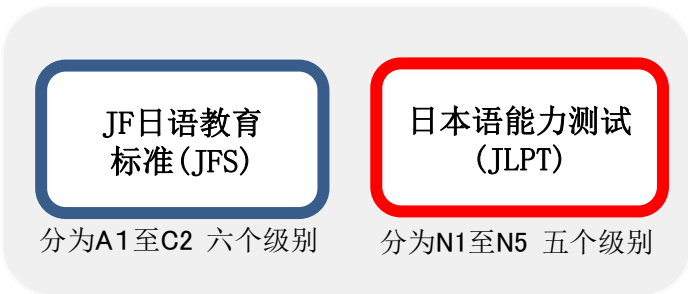 JF日语教育
标准(JFS)
分为A1至C2 六个级别
日本语能力测试
(JLPT)
分为N1至N5 五个级别